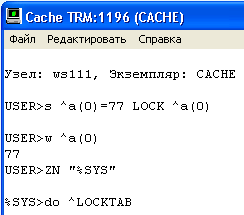 Cache TRM:1196 (CACHE)
Файл Редактировать Справка
Узел: ws111, Экземпляр: CACHE
USER>s ^a(0)=77 LOCK ^a(0)
USER>w ^a(0)
77
USER>ZN "%SYS"
%SYS>do ^LOCKTAB